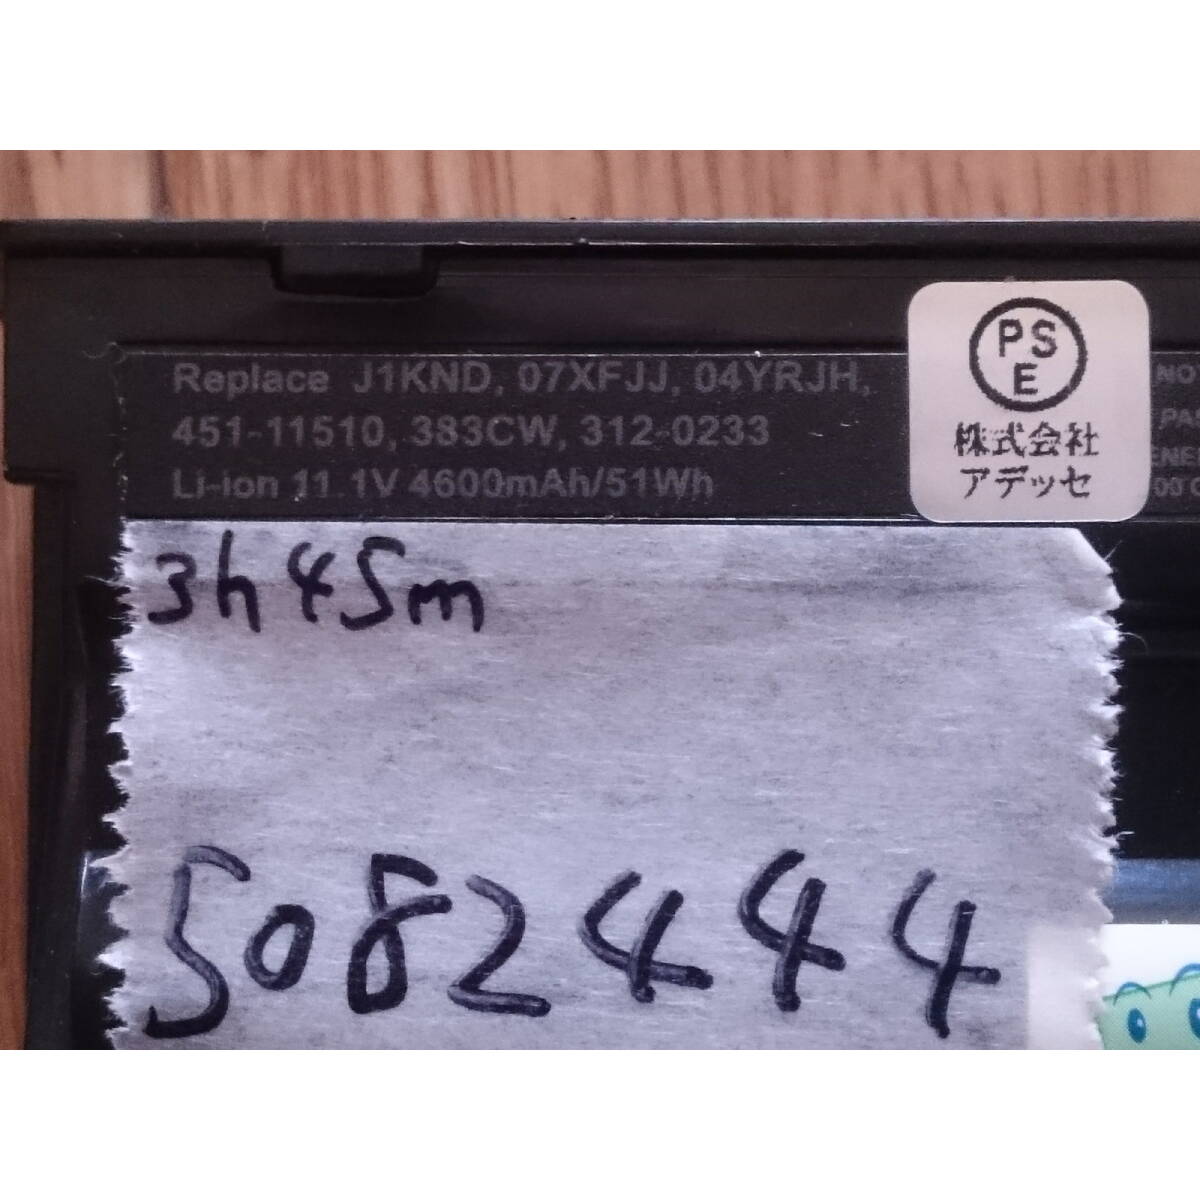 Replace J1KND, 07XFJJ, 04YRJH,
451-11510, 383CW, 312-0233
Li-ion 11.1V 4600mAh/51Wh
PSE
株式会社
アデッセ
3h45m
5082444